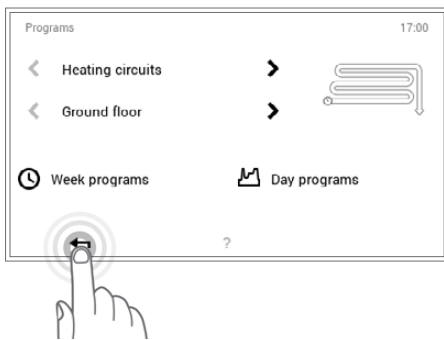 Programs 17:00
Heating circuits
Ground floor
Week programs Day programs
?